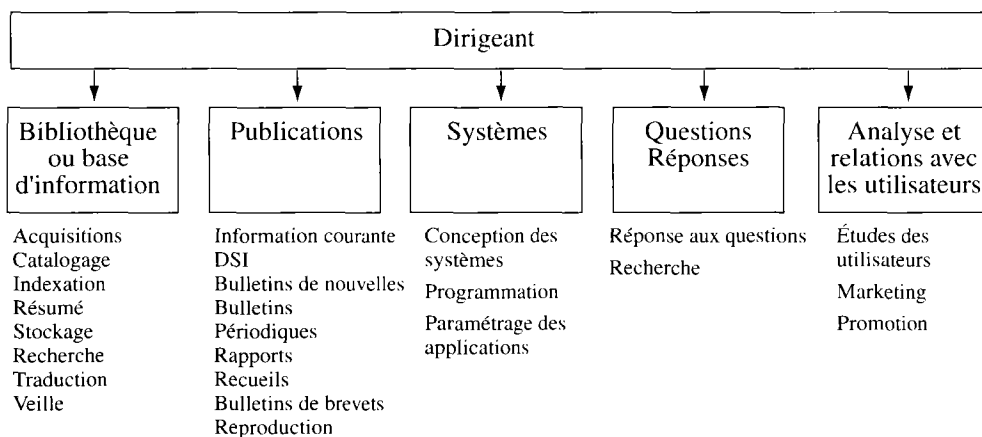 Dirigeant
Bibliothèque
ou base
d'information
Publications
Systèmes
Questions
Réponses
Analyse et
relations avec
les utilisateurs
Acquisitions
Catalogage
Indexation
Résumé
Stockage
Recherche
Traduction
Veille
Information courante
DSI
Bulletins de nouvelles
Bulletins
Périodiques
Rapports
Recueils
Bulletins de brevets
Reproduction
Conception des
systèmes
Programmation
Paramétrage des
applications
Réponse aux questions
Recherche
Études des
utilisateurs
Marketing
Promotion